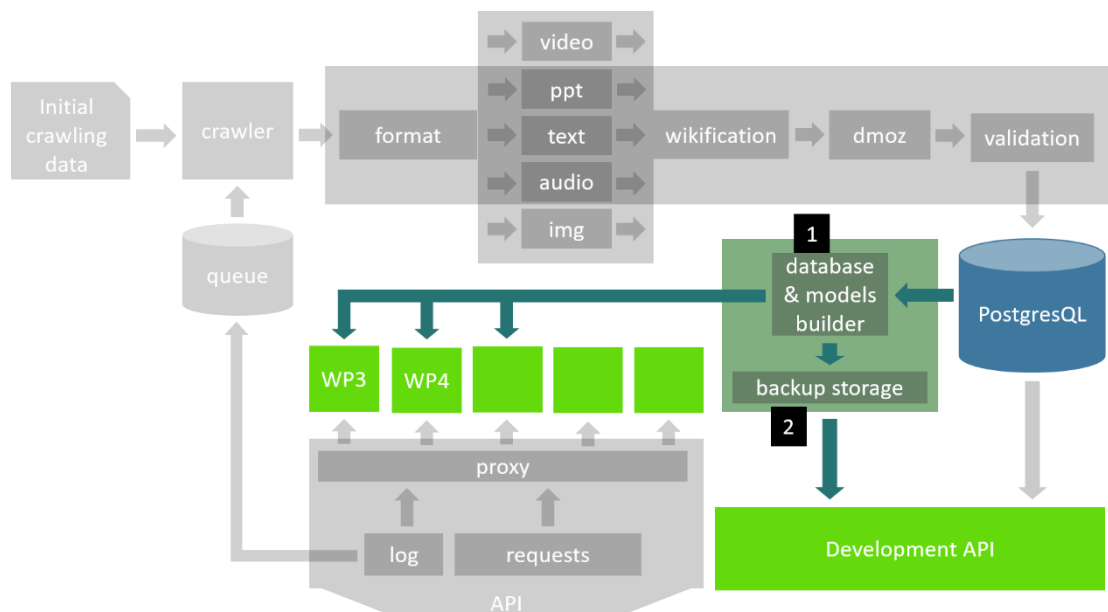 video
ppt
text
audio
img
Initial
crawling
data
crawler
format
wikification
dmoz
validation
queue
1
database
& models
builder
PostgresQL
WP3
WP4
backup storage
2
proxy
log
requests
API
Development API